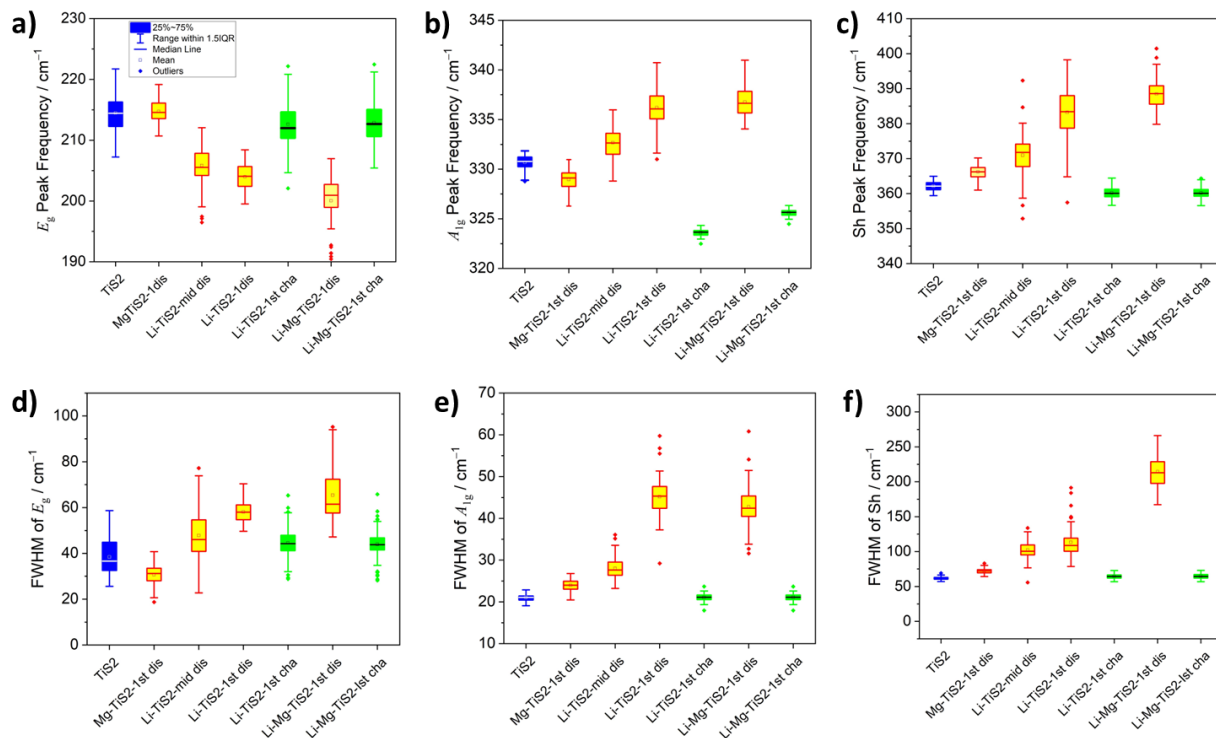 a)
230
220
210
200
190
Eg Peak Frequency / cm−1
25%~75%
Range within 1.5IQR
Median Line
Mean
Outliers
TiS2
MgTiS2-1dis
Li-TiS2-mid dis
Li-TiS2-1dis
Li-TiS2-1st cha
Li-Mg-TiS2-1dis
Li-Mg-TiS2-1st cha
b)
345
340
335
330
325
320
A1g Peak Frequency / cm−1
TiS2
Mg-TiS2-1st dis
Li-TiS2-mid dis
Li-TiS2-1st dis
Li-TiS2-1st cha
Li-Mg-TiS2-1st dis
Li-Mg-TiS2-1st cha
c)
410
400
390
380
370
360
350
340
Sh Peak Frequency / cm−1
TiS2
Mg-TiS2-1st dis
Li-TiS2-mid dis
Li-TiS2-1st dis
Li-TiS2-1st cha
Li-Mg-TiS2-1st dis
Li-Mg-TiS2-1st cha
d)
100
80
60
40
20
0
FWHM of Eg / cm−1
TiS2
Mg-TiS2-1st dis
Li-TiS2-mid dis
Li-TiS2-1st dis
Li-TiS2-1st cha
Li-Mg-TiS2-1st dis
Li-Mg-TiS2-Ist cha
e)
70
60
50
40
30
20
10
FWHM of A1g / cm−1
TiS2
Mg-TiS2-1st dis
Li-TiS2-mid dis
Li-TiS2-1st dis
Li-TiS2-1st cha
Li-Mg-TiS2-1st dis
Li-Mg-TiS2-1st cha
f)
300
250
200
150
100
50
0
FWHM of Sh / cm−1
TiS2
Mg-TiS2-1st dis
Li-TiS2-mid dis
Li-TiS2-1st dis
Li-TiS2-1st cha
Li-Mg-TiS2-1st dis
Li-Mg-TiS2-Ist cha